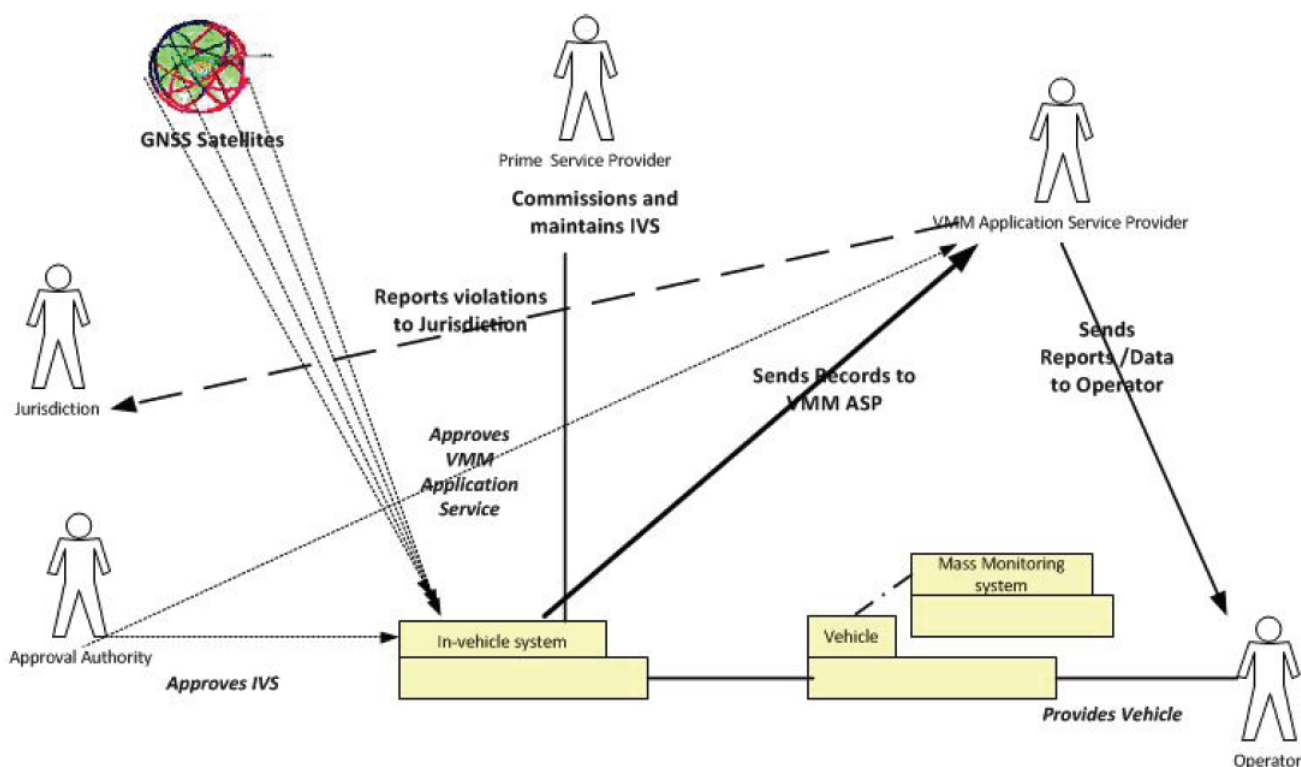 GNSS Satellites
Prime Service Provider
Commissions and
maintains IVS
VMM Application Service Provider
Reports violations
to Jurisdiction
Jurisdiction
Sends
Reports /Data
to Operator
Sends Records to
VMM ASP
Approves
VMM
Application
Service
Approval Authority
Approves IVS
In-vehicle system
Mass Monitoring
system
Vehicle
Provides Vehicle
Operator